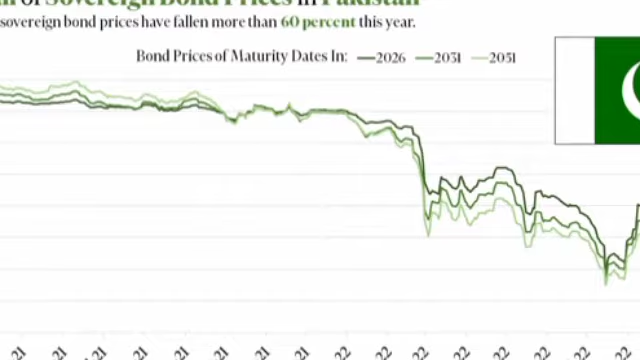 of Sovereign Bond Prices in Pakistan
sovereign bond prices have fallen more than 60 percent this year.
Bond Prices of Maturity Dates In: 2026 2031 2051
21 21 21 21 21 21 21 21 22 22 22 22 22 22 22 22